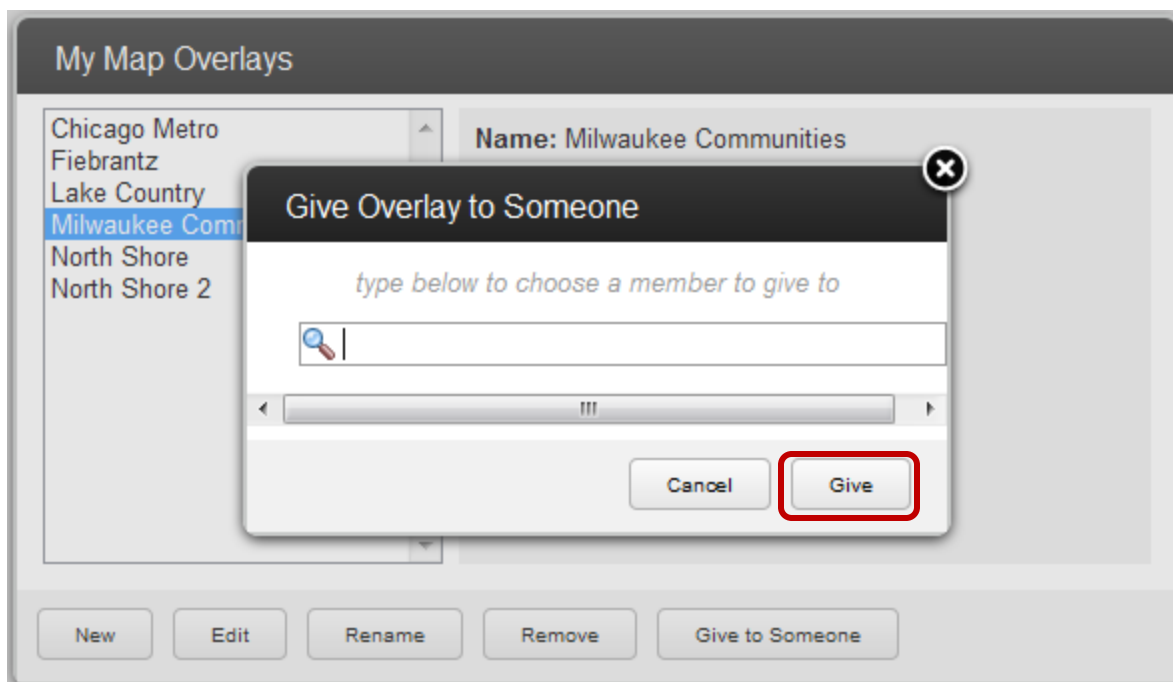 My Map Overlays
Chicago Metro
Fiebrantz
Lake Country
Milwaukee Comm
North Shore
North Shore 2
Name: Milwaukee Communities
Give Overlay to Someone
type below to choose a member to give to
Cancel Give
New Edit Rename Remove Give to Someone